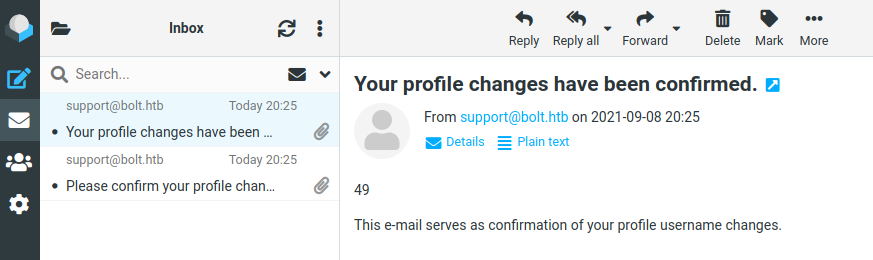 Inbox
Search...
support@bolt.htb Today 20:25
Your profile changes have been ...
support@bolt.htb Today 20:25
Please confirm your profile chan...
Reply Reply all Forward Delete Mark More
Your profile changes have been confirmed.
From support@bolt.htb on 2021-09-08 20:25
Details Plain text
49
This e-mail serves as confirmation of your profile username changes.